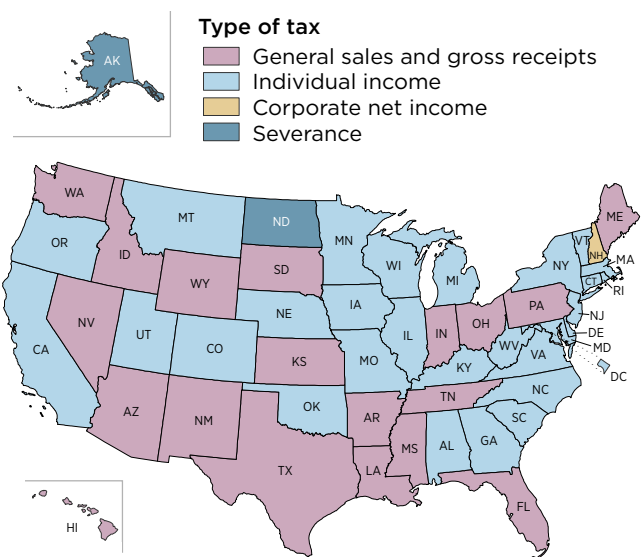 Type of tax
General sales and gross receipts
Individual income
Corporate net income
Severance
AK
WA
MT
ND
MN
ME
VT
NH
MA
OR
ID
SD
WI
NY
CT
RI
WY
MI
NE
IA
PA
NJ
NV
UT
IL
IN
OH
DE
MD
CA
CO
KS
MO
WV
VA
KY
DC
AZ
NM
OK
AR
TN
NC
SC
TX
LA
MS
AL
GA
FL
HI